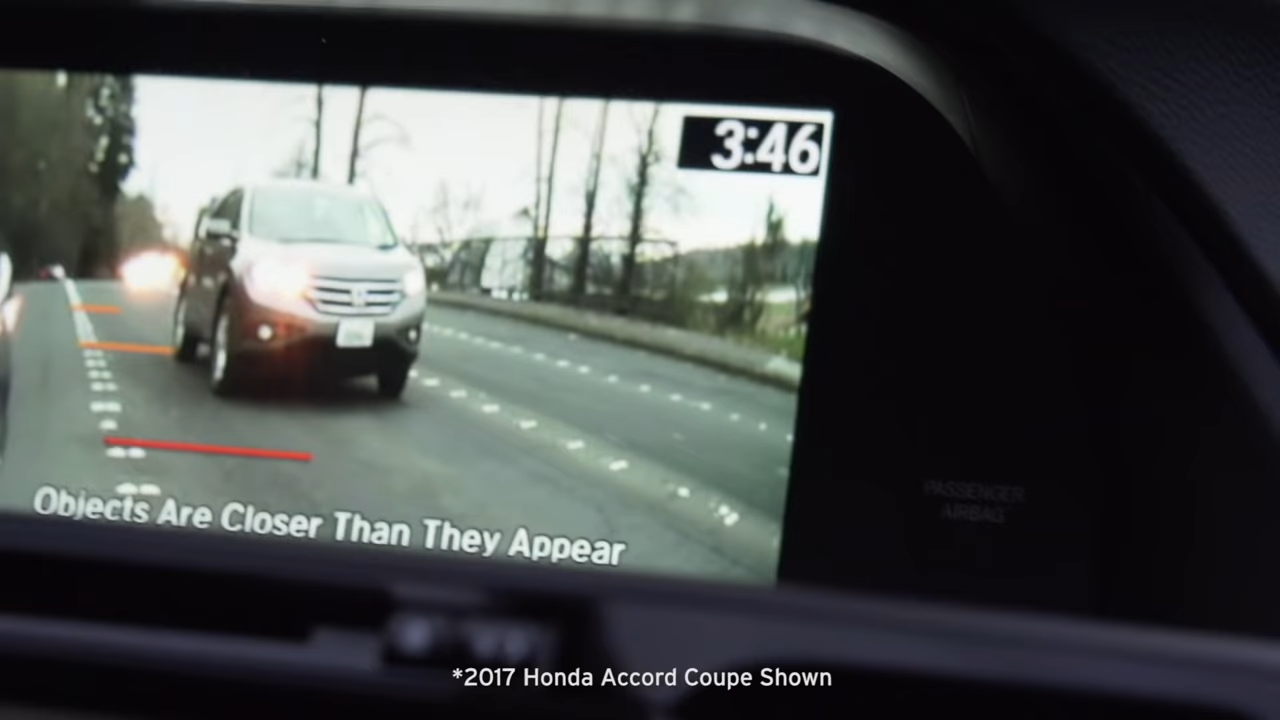 3:46
Objects Are Closer Than They Appear
PASSENGER
AIRBAG
*2017 Honda Accord Coupe Shown